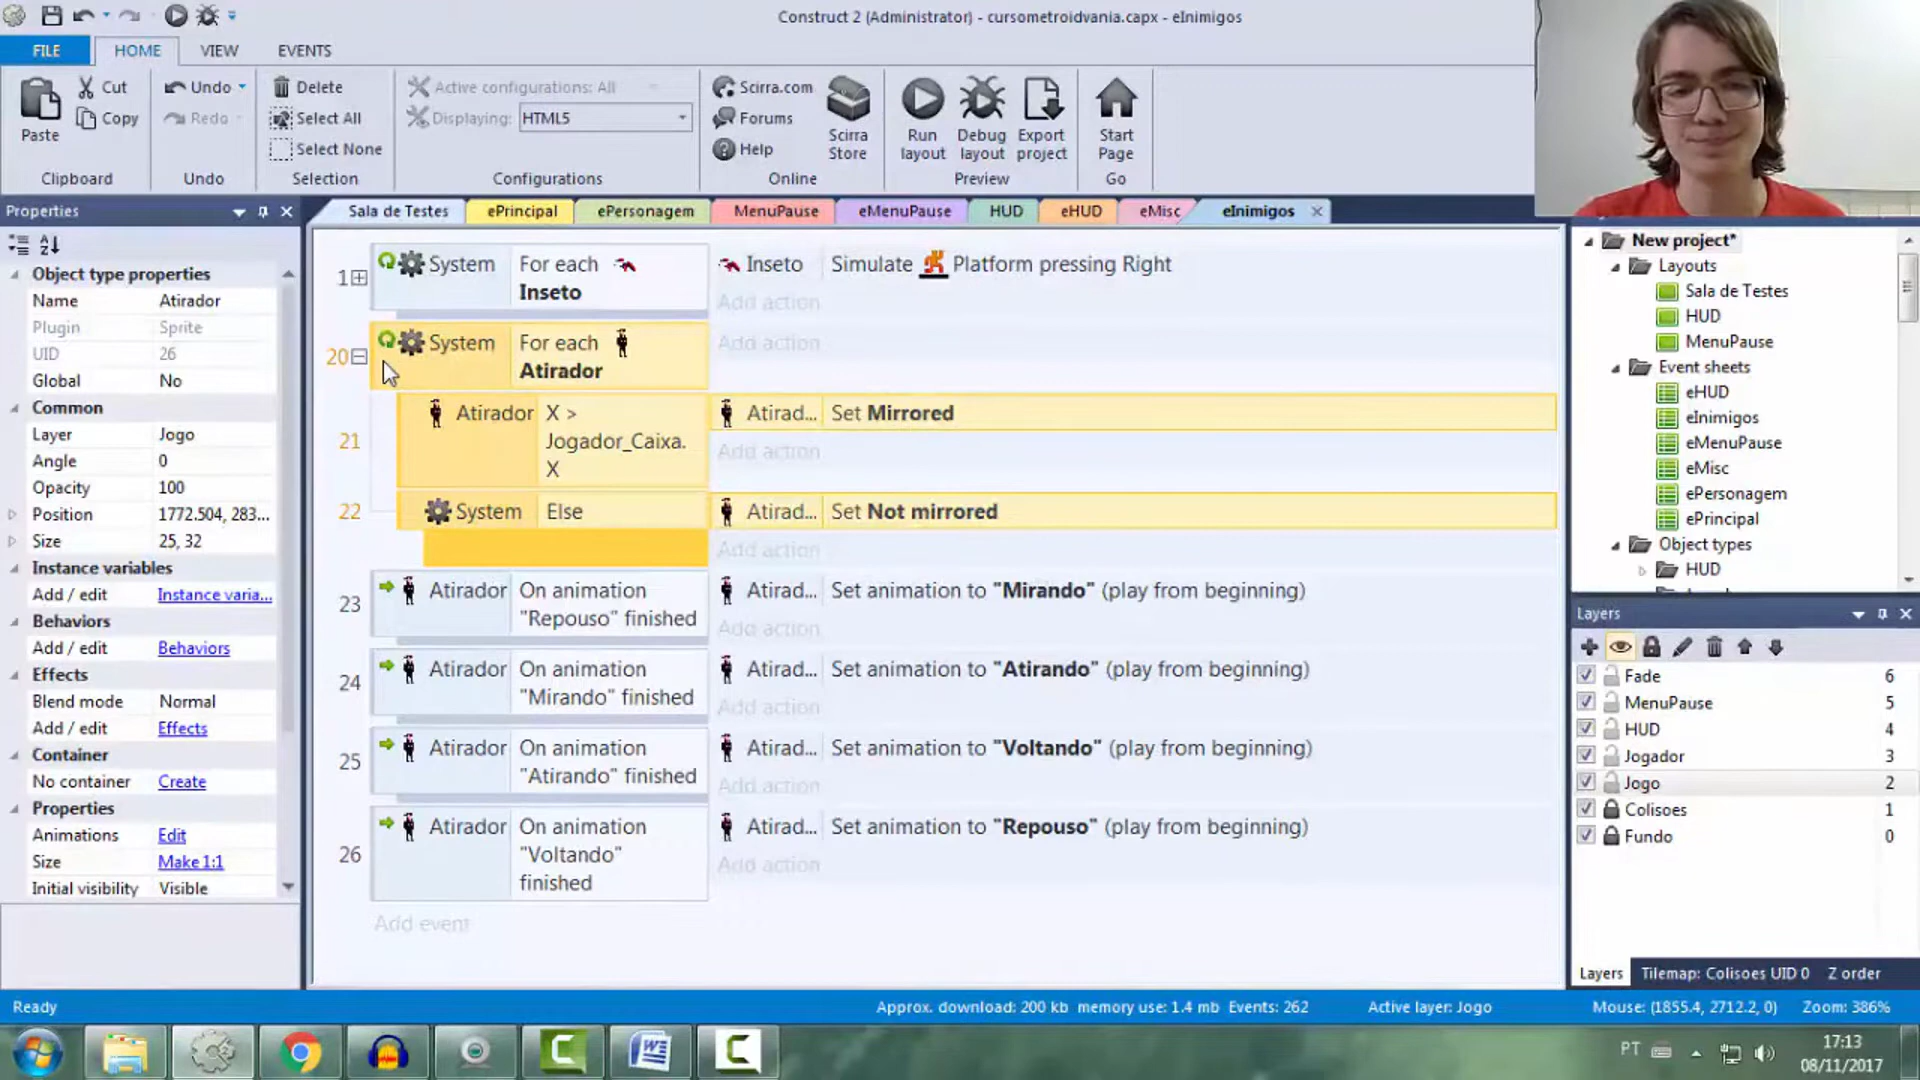 Construct 2 (Administrator) - cursometroidvania.capx - eInimigos
FILE HOME VIEW EVENTS
Paste
Cut
Copy
Clipboard
Undo
Redo
Undo
Delete
Select All
Select None
Selection
Active configurations: All
Displaying: HTML5
Configurations
Scirra.com
Forums
Help
Scirra Store
Online
Run layout
Debug layout
Export project
Preview
Start Page
Go
Properties
Sala de Testes ePrincipal ePersonagem MenuPause eMenuPause HUD eHUD eMisc eInimigos
Object type properties
Name Atirador
Plugin Sprite
UID 26
Global No
Common
Layer Jogo
Angle 0
Opacity 100
Position 1772.504, 283...
Size 25, 32
Instance variables
Add / edit Instance varia...
Behaviors
Add / edit Behaviors
Effects
Blend mode Normal
Add / edit Effects
Container
No container Create
Properties
Animations Edit
Size Make 1:1
Initial visibility Visible
1 System For each Inseto
Inseto Simulate Platform pressing Right
Add action
20 System For each Atirador
Add action
21 Atirador X > Jogador_Caixa.X
Atirad... Set Mirrored
Add action
22 System Else
Atirad... Set Not mirrored
Add action
23 Atirador On animation "Repouso" finished
Atirad... Set animation to "Mirando" (play from beginning)
Add action
24 Atirador On animation "Mirando" finished
Atirad... Set animation to "Atirando" (play from beginning)
Add action
25 Atirador On animation "Atirando" finished
Atirad... Set animation to "Voltando" (play from beginning)
Add action
26 Atirador On animation "Voltando" finished
Atirad... Set animation to "Repouso" (play from beginning)
Add action
Add event
New project*
Layouts
Sala de Testes
HUD
MenuPause
Event sheets
eHUD
eInimigos
eMenuPause
eMisc
ePersonagem
ePrincipal
Object types
HUD
Layers
Fade 6
MenuPause 5
HUD 4
Jogador 3
Jogo 2
Colisoes 1
Fundo 0
Layers Tilemap: Colisoes UID 0 Z order
Ready
Approx. download: 200 kb memory use: 1.4 mb Events: 262 Active layer: Jogo Mouse: (1855.4, 2712.2, 0) Zoom: 386%
PT
17:13
08/11/2017